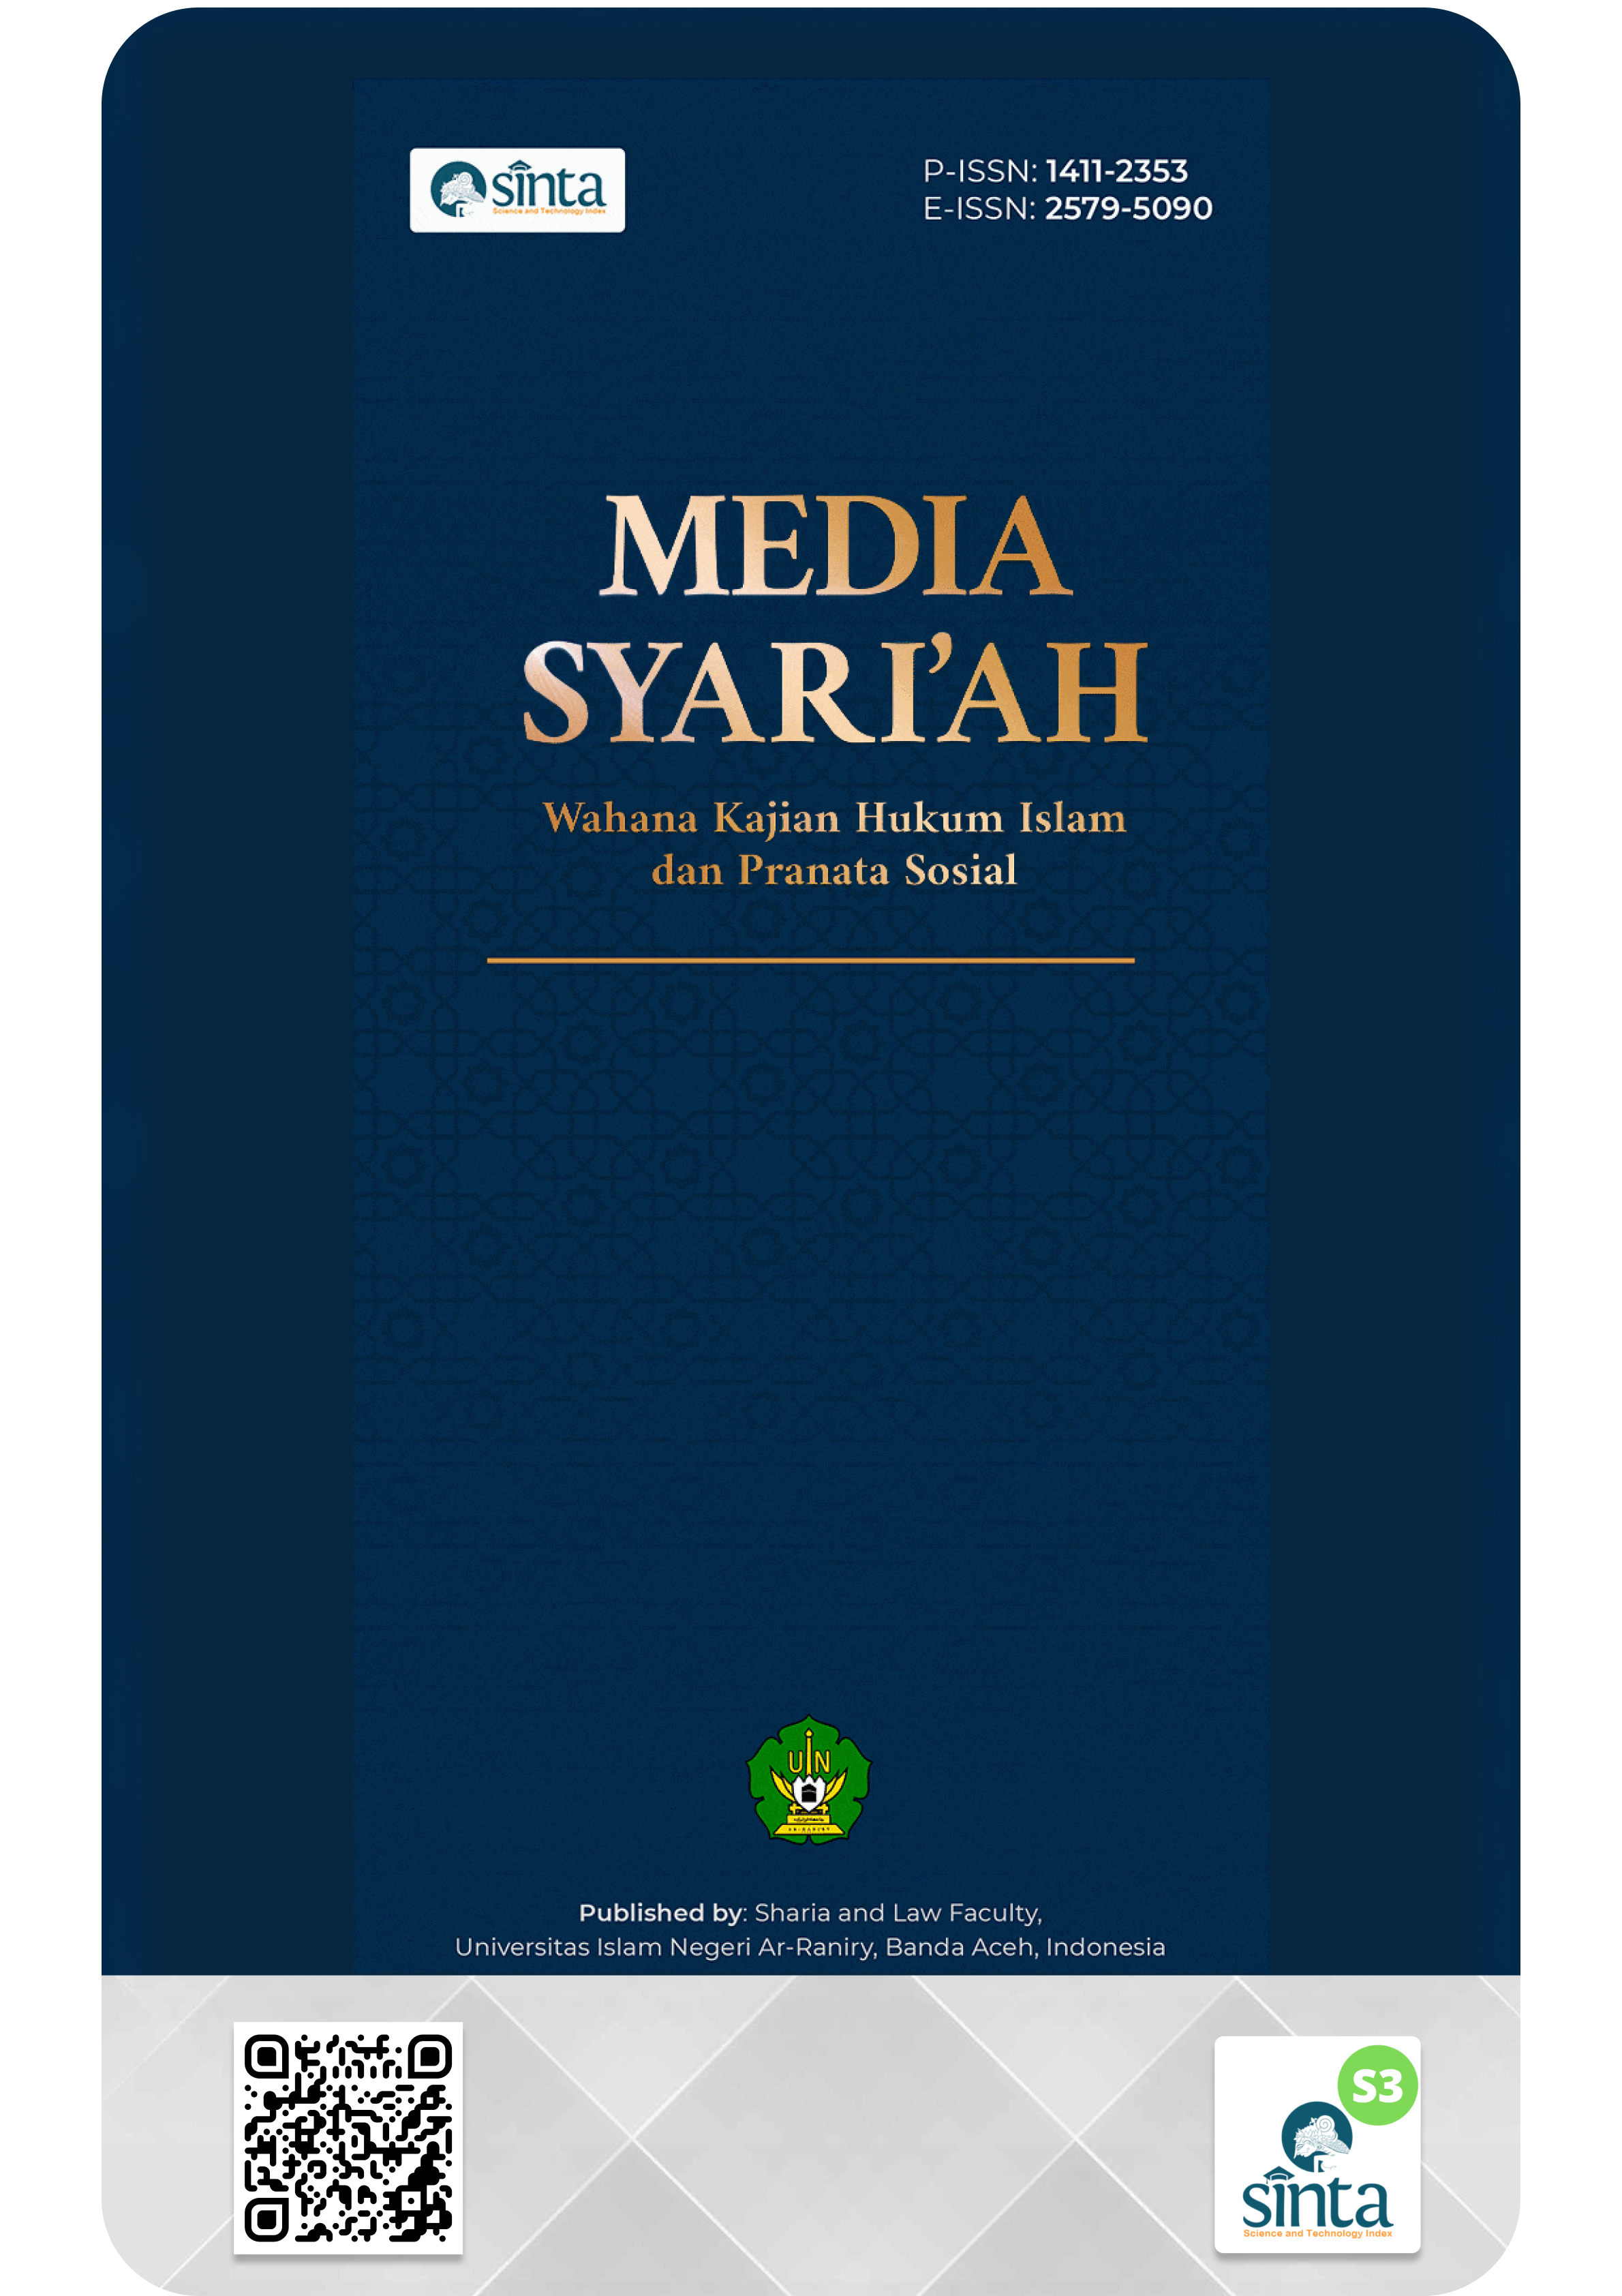 sinta
Science and Technology Index
P-ISSN: 1411-2353
E-ISSN: 2579-5090
MEDIA
SYARI’AH
Wahana Kajian Hukum Islam
dan Pranata Sosial
UIN
AR-RANIRY
Published by: Sharia and Law Faculty,
Universitas Islam Negeri Ar-Raniry, Banda Aceh, Indonesia
S3
sinta
Science and Technology Index